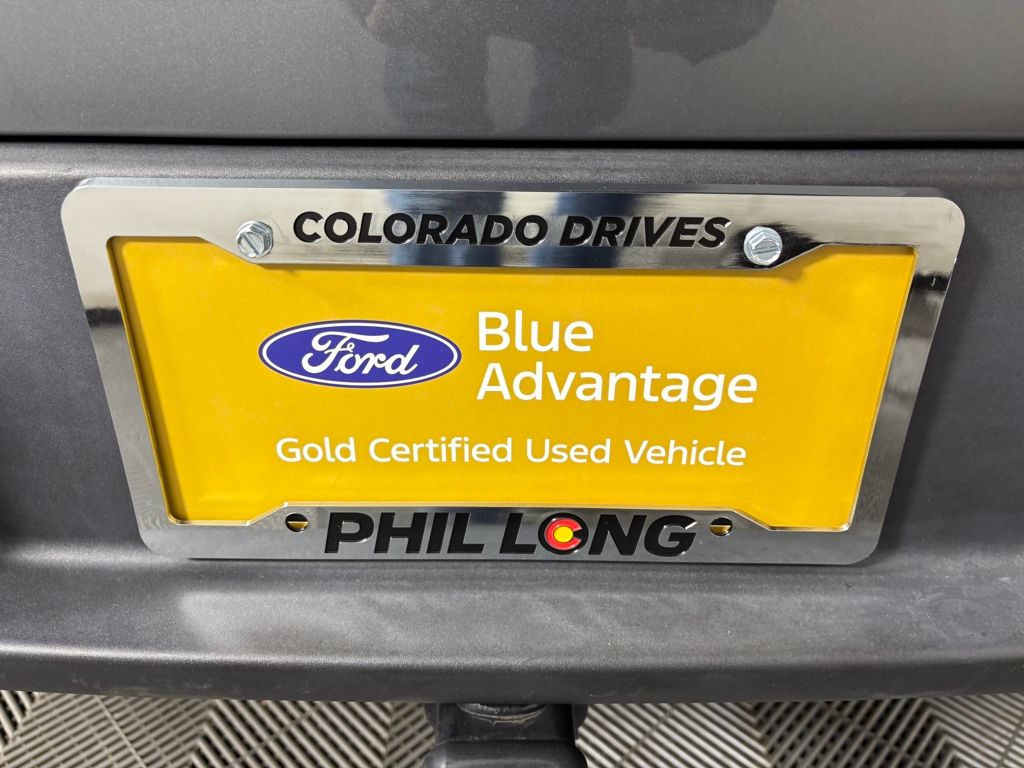 COLORADO DRIVES
Ford
Blue
Advantage
Gold Certified Used Vehicle
PHIL LONG